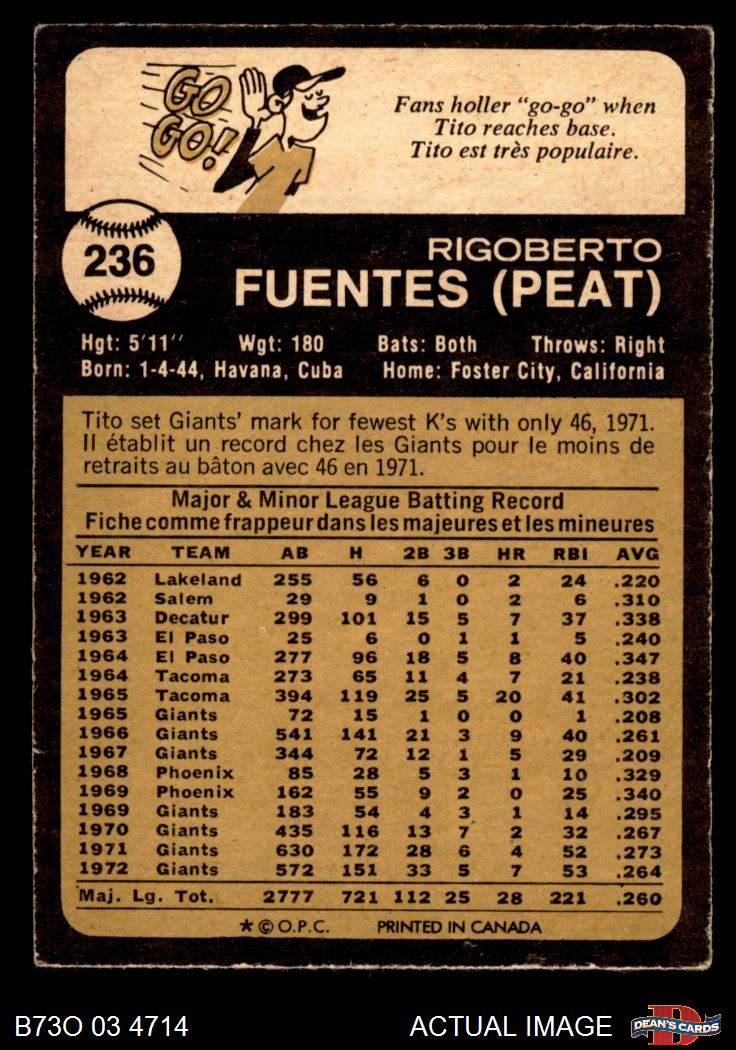 GO
GO!
Fans holler "go-go" when
Tito reaches base.
Tito est très populaire.
236
RIGOBERTO
FUENTES (PEAT)
Hgt: 5'11'' Wgt: 180 Bats: Both Throws: Right
Born: 1-4-44, Havana, Cuba Home: Foster City, California
Tito set Giants' mark for fewest K's with only 46, 1971.
Il établit un record chez les Giants pour le moins de
retraits au bâton avec 46 en 1971.
Major & Minor League Batting Record
Fiche comme frappeur dans les majeures et les mineures
YEAR TEAM AB H 2B 3B HR RBI AVG
1962 Lakeland 255 56 6 0 2 24 .220
1962 Salem 29 9 1 0 2 6 .310
1963 Decatur 299 101 15 5 7 37 .338
1963 El Paso 25 6 0 1 1 5 .240
1964 El Paso 277 96 18 5 8 40 .347
1964 Tacoma 273 65 11 4 7 21 .238
1965 Tacoma 394 119 25 5 20 41 .302
1965 Giants 72 15 1 0 0 1 .208
1966 Giants 541 141 21 3 9 40 .261
1967 Giants 344 72 12 1 5 29 .209
1968 Phoenix 85 28 5 3 1 10 .329
1969 Phoenix 162 55 9 2 0 25 .340
1969 Giants 183 54 4 3 1 14 .295
1970 Giants 435 116 13 7 2 32 .267
1971 Giants 630 172 28 6 4 52 .273
1972 Giants 572 151 33 5 7 53 .264
Maj. Lg. Tot. 2777 721 112 25 28 221 .260
* © O.P.C. PRINTED IN CANADA
B73O 03 4714 ACTUAL IMAGE D DEAN'S CARDS